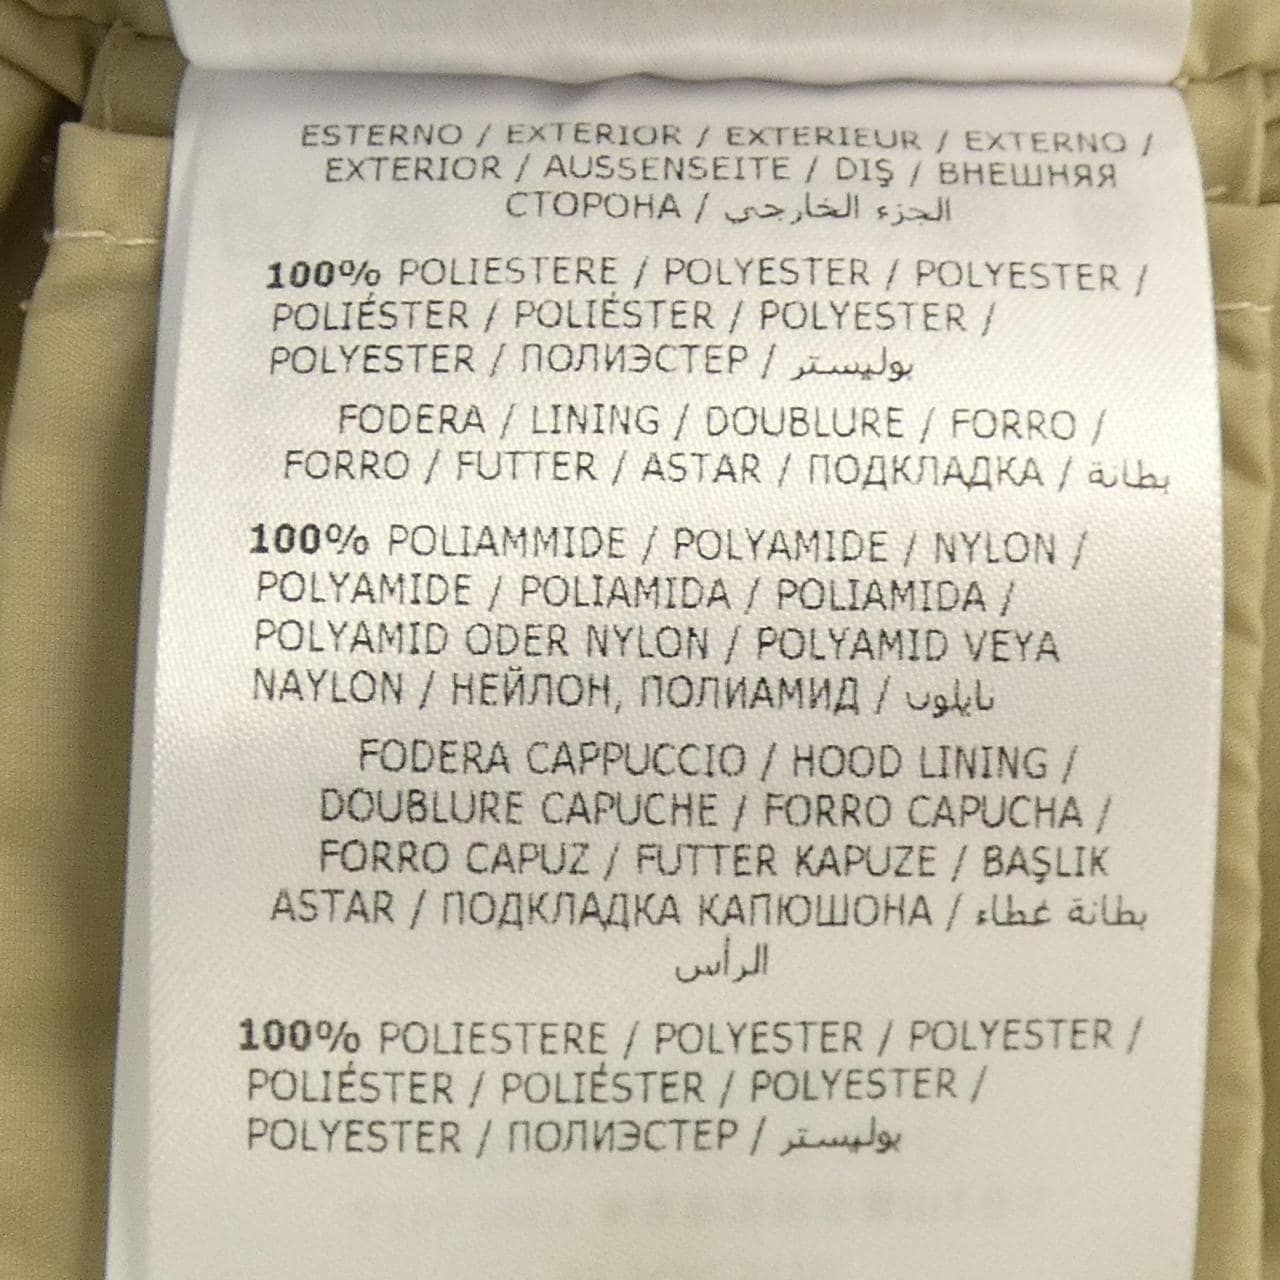 ESTERNO / EXTERIOR / EXTERIEUR / EXTERNO /
EXTERIOR / AUSSENSEITE / DIŞ / ВНЕШНЯЯ
СТОРОНА / الجزء الخارجي
100% POLIESTERE / POLYESTER / POLYESTER /
POLIÉSTER / POLIÉSTER / POLYESTER /
POLYESTER / ПОЛИЭСТЕР / بوليستر
FODERA / LINING / DOUBLURE / FORRO /
FORRO / FUTTER / ASTAR / ПОДКЛАДКА / بطانة
100% POLIAMMIDE / POLYAMIDE / NYLON /
POLYAMIDE / POLIAMIDA / POLIAMIDA /
POLYAMID ODER NYLON / POLYAMID VEYA
NAYLON / НЕЙЛОН, ПОЛИАМИД / نايلون
FODERA CAPPUCCIO / HOOD LINING /
DOUBLURE CAPUCHE / FORRO CAPUCHA /
FORRO CAPUZ / FUTTER KAPUZE / BAŞLIK
ASTAR / ПОДКЛАДКА КАПЮШОНА / بطانة غطاء
الرأس
100% POLIESTERE / POLYESTER / POLYESTER /
POLIÉSTER / POLIÉSTER / POLYESTER /
POLYESTER / ПОЛИЭСТЕР / بوليستر